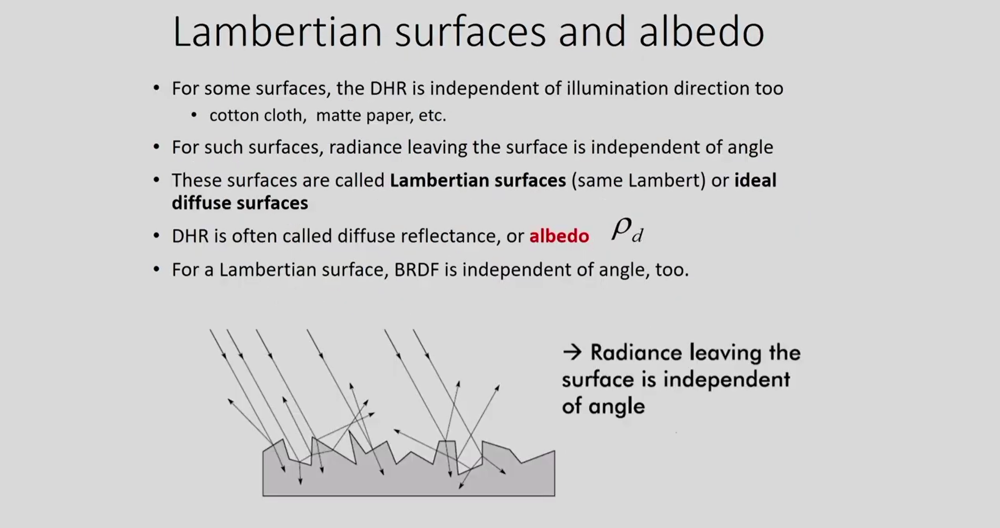 Lambertian surfaces and albedo
• For some surfaces, the DHR is independent of illumination direction too
• cotton cloth, matte paper, etc.
• For such surfaces, radiance leaving the surface is independent of angle
• These surfaces are called Lambertian surfaces (same Lambert) or ideal
diffuse surfaces
• DHR is often called diffuse reflectance, or albedo ρd
• For a Lambertian surface, BRDF is independent of angle, too.
→ Radiance leaving the
surface is independent
of angle